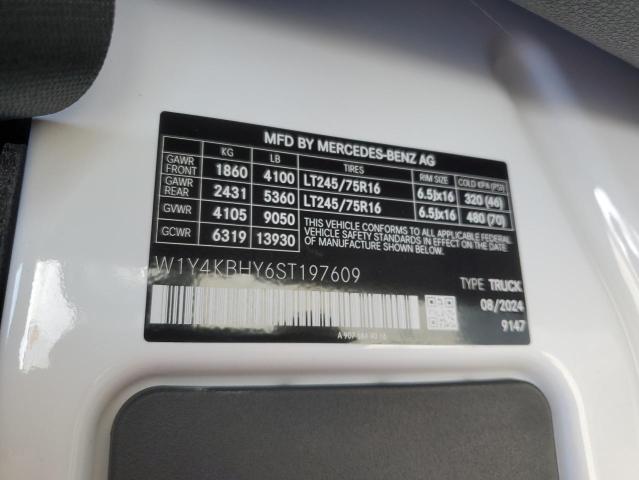 MFD BY MERCEDES-BENZ AG
KG LB TIRES RIM SIZE COLD KPA (PSI)
GAWR FRONT 1860 4100 LT245/75R16 6.5jx16 320 (46)
GAWR REAR 2431 5360 LT245/75R16 6.5jx16 480 (70)
GVWR 4105 9050
GCWR 6319 13930
THIS VEHICLE CONFORMS TO ALL APPLICABLE FEDERAL
MOTOR VEHICLE SAFETY STANDARDS IN EFFECT ON THE DATE
OF MANUFACTURE SHOWN ABOVE.
W1Y4KBHY6ST197609
TYPE TRUCK
08/2024
9147
A 907